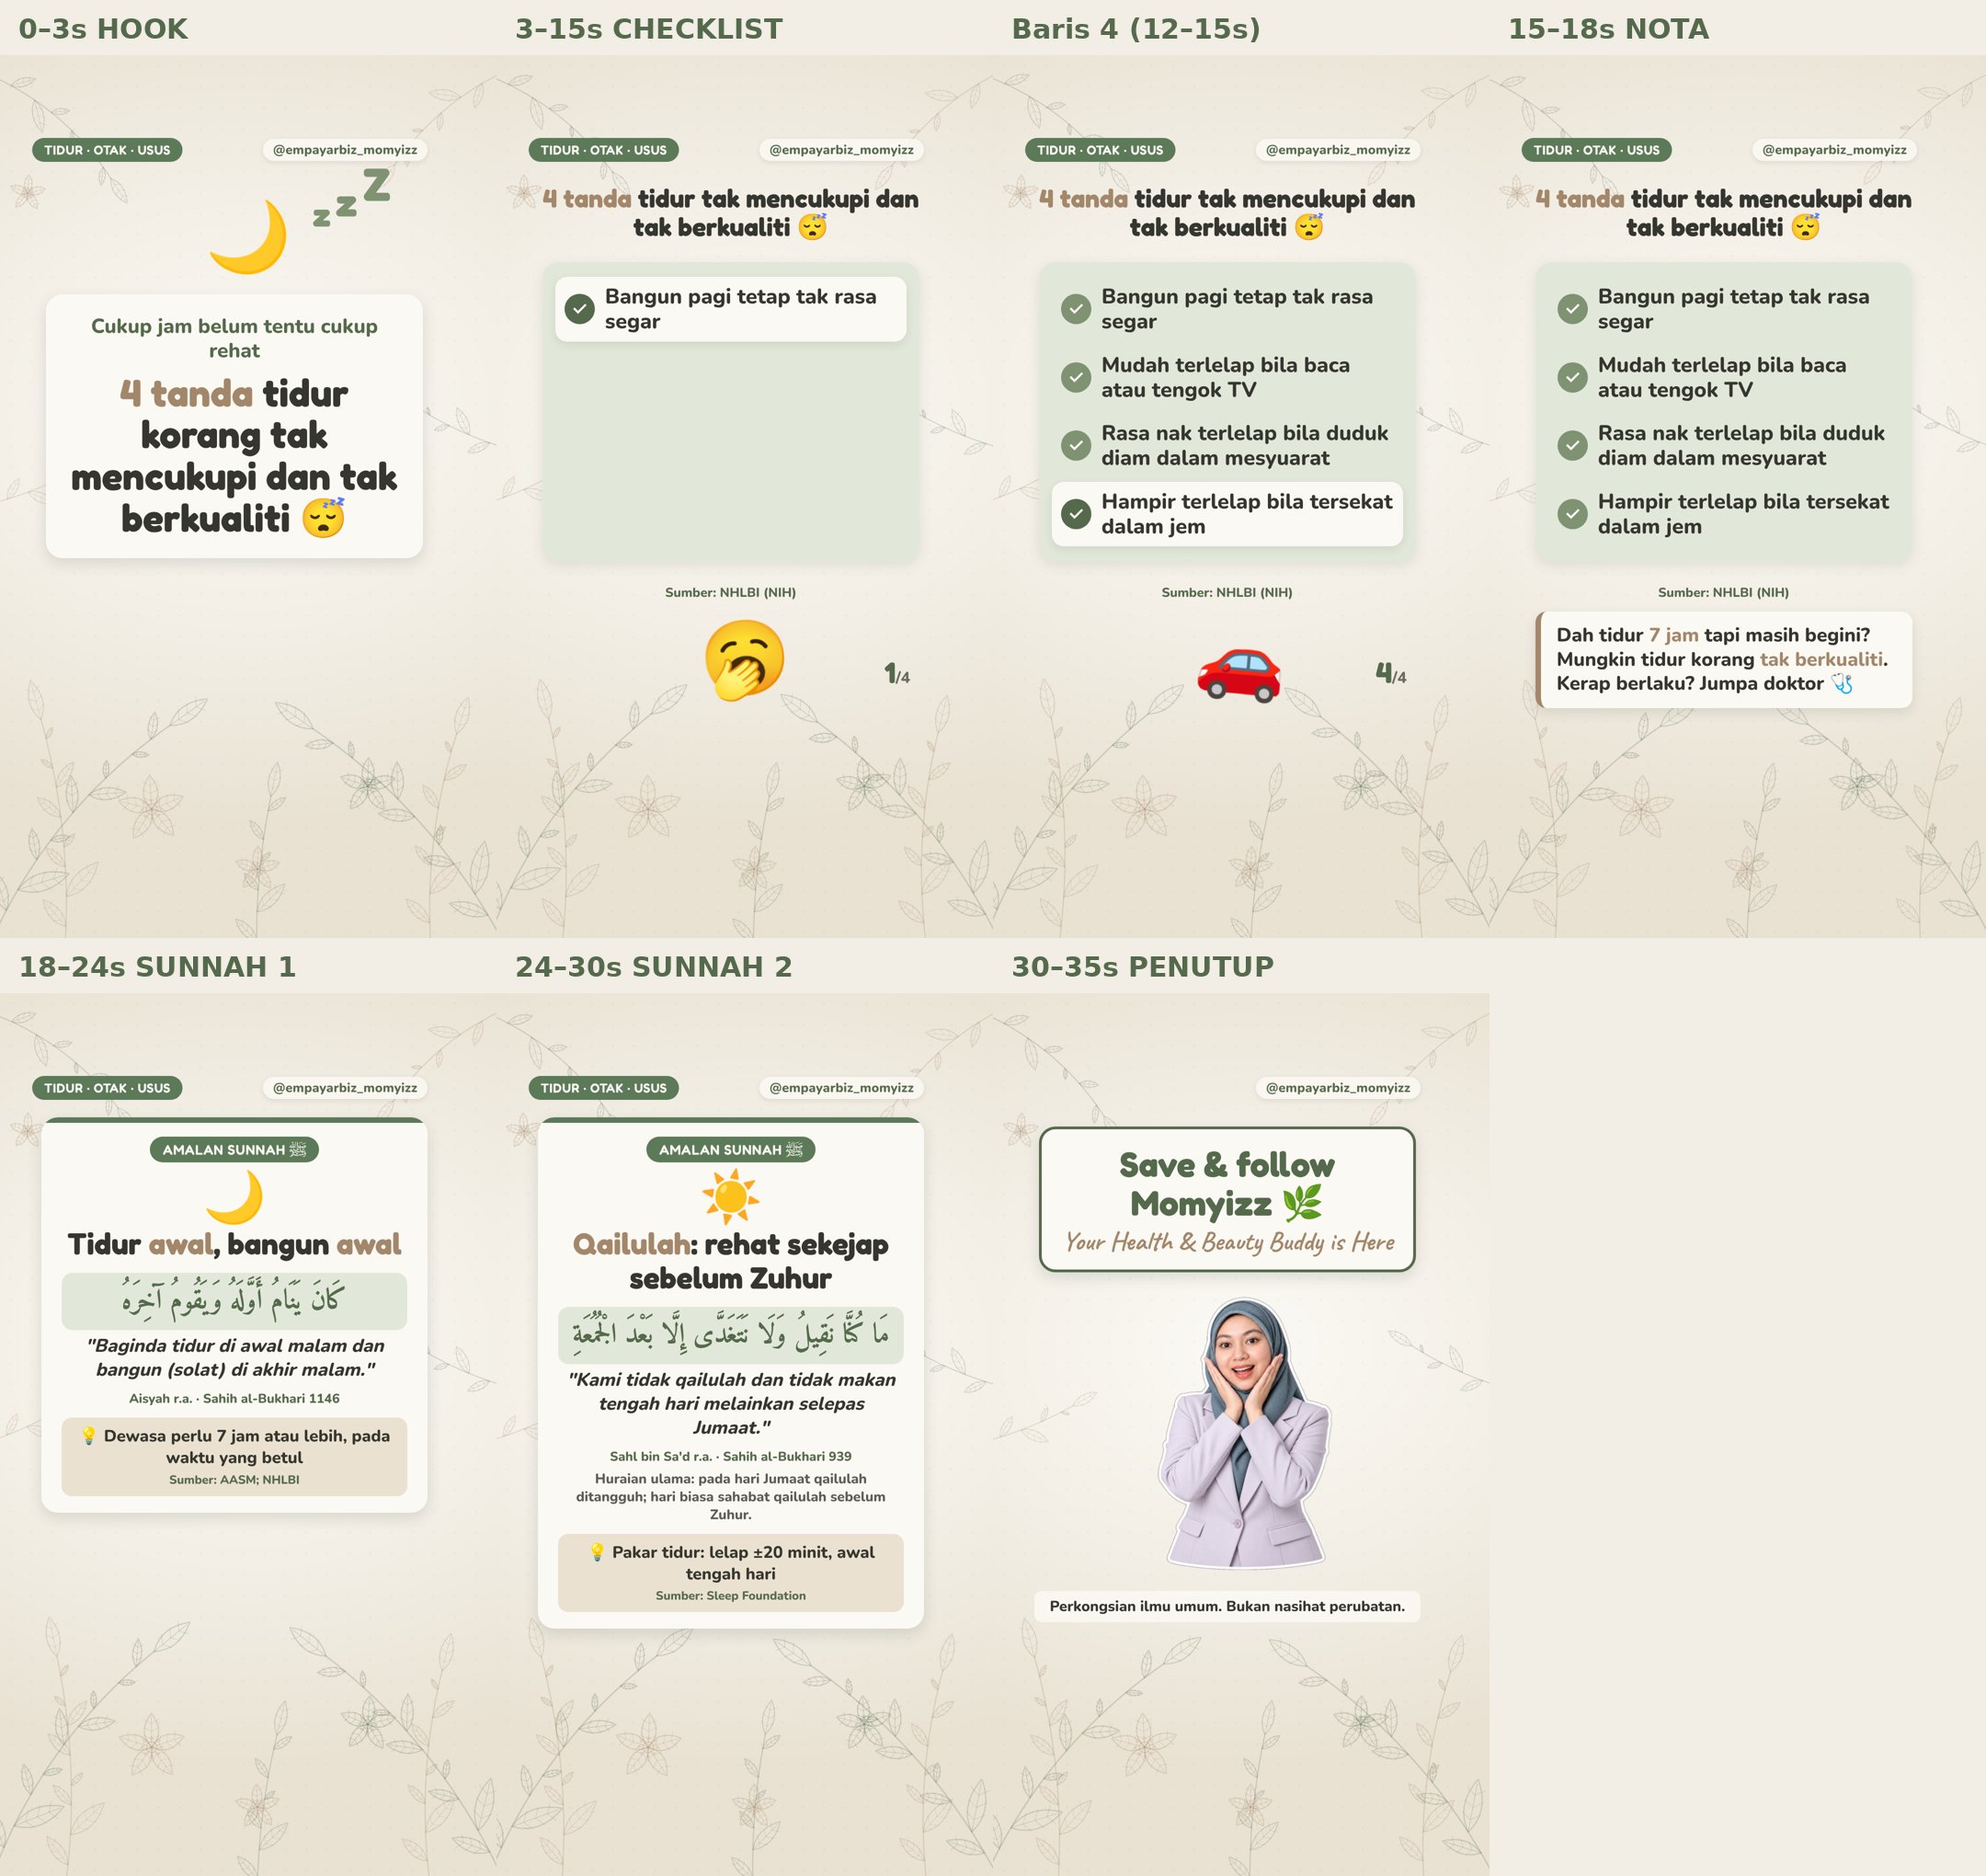 0–3s HOOK
TIDUR · OTAK · USUS
@empayarbiz_momyizz
z z Z
Cukup jam belum tentu cukup
rehat
4 tanda tidur
korang tak
mencukupi dan tak
berkualiti 😴
3–15s CHECKLIST
TIDUR · OTAK · USUS
@empayarbiz_momyizz
4 tanda tidur tak mencukupi dan
tak berkualiti 😴
Bangun pagi tetap tak rasa
segar
Sumber: NHLBI (NIH)
1/4
Baris 4 (12–15s)
TIDUR · OTAK · USUS
@empayarbiz_momyizz
4 tanda tidur tak mencukupi dan
tak berkualiti 😴
Bangun pagi tetap tak rasa
segar
Mudah terlelap bila baca
atau tengok TV
Rasa nak terlelap bila duduk
diam dalam mesyuarat
Hampir terlelap bila tersekat
dalam jem
Sumber: NHLBI (NIH)
4/4
15–18s NOTA
TIDUR · OTAK · USUS
@empayarbiz_momyizz
4 tanda tidur tak mencukupi dan
tak berkualiti 😴
Bangun pagi tetap tak rasa
segar
Mudah terlelap bila baca
atau tengok TV
Rasa nak terlelap bila duduk
diam dalam mesyuarat
Hampir terlelap bila tersekat
dalam jem
Sumber: NHLBI (NIH)
Dah tidur 7 jam tapi masih begini?
Mungkin tidur korang tak berkualiti.
Kerap berlaku? Jumpa doktor 🩺
18–24s SUNNAH 1
TIDUR · OTAK · USUS
@empayarbiz_momyizz
AMALAN SUNNAH ﷺ
Tidur awal, bangun awal
كَانَ يَنَامُ أَوَّلَهُ وَيَقُومُ آخِرَهُ
"Baginda tidur di awal malam dan
bangun (solat) di akhir malam."
Aisyah r.a. · Sahih al-Bukhari 1146
💡 Dewasa perlu 7 jam atau lebih, pada
waktu yang betul
Sumber: AASM; NHLBI
24–30s SUNNAH 2
TIDUR · OTAK · USUS
@empayarbiz_momyizz
AMALAN SUNNAH ﷺ
Qailulah: rehat sekejap
sebelum Zuhur
مَا كُنَّا نَقِيلُ وَلَا نَتَغَدَّى إِلَّا بَعْدَ الْجُمُعَةِ
"Kami tidak qailulah dan tidak makan
tengah hari melainkan selepas
Jumaat."
Sahl bin Sa'd r.a. · Sahih al-Bukhari 939
Huraian ulama: pada hari Jumaat qailulah
ditangguh; hari biasa sahabat qailulah sebelum
Zuhur.
💡 Pakar tidur: lelap ±20 minit, awal
tengah hari
Sumber: Sleep Foundation
30–35s PENUTUP
@empayarbiz_momyizz
Save & follow
Momyizz 🌿
Your Health & Beauty Buddy is Here
Perkongsian ilmu umum. Bukan nasihat perubatan.